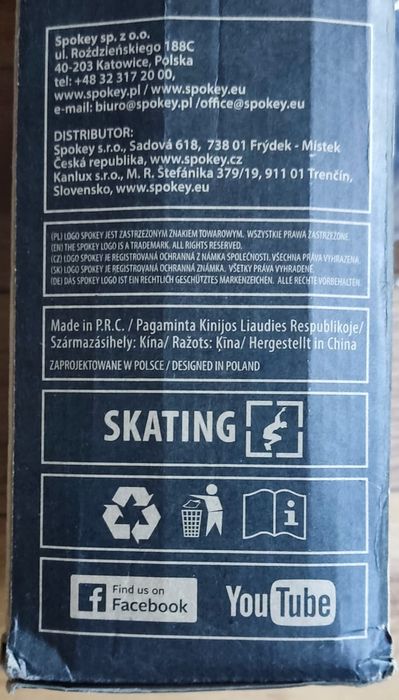 Spokey sp. z o.o.
ul. Roździeńskiego 188C
40-203 Katowice, Polska
tel: +48 32 317 20 00,
www.spokey.pl / www.spokey.eu
e-mail: biuro@spokey.pl /office@spokey.eu
DISTRIBUTOR:
Spokey s.r.o., Sadová 618, 738 01 Frýdek - Místek
Česká republika, www.spokey.cz
Kanlux s.r.o., M. R. Štefánika 379/19, 911 01 Trenčín,
Slovensko, www.spokey.eu
(PL) LOGO SPOKEY JEST ZASTRZEŻONYM ZNAKIEM TOWAROWYM. WSZYSTKIE PRAWA ZASTRZEŻONE.
(EN) THE SPOKEY LOGO IS A TRADEMARK. ALL RIGHTS RESERVED.
(CZ) LOGO SPOKEY JE REGISTROVANÁ OCHRANNÁ Z NÁMKA SPOLEČNOSTI. VŠECHNA PRÁVA VYHRAZENA.
(SK) LOGO SPOKEY JE REGISTROVANÁ OCHRANNÁ ZNÁMKA. VŠETKY PRÁVA VYHRADENÉ.
(DE) DAS SPOKEY LOGO IST EIN RECHTLICH GESCHÜTZTES MARKENZEICHEN. ALLE RECHTE VORBEHALTEN.
Made in P.R.C. / Pagaminta Kinijos Liaudies Respublikoje/
Származásihely: Kína/ Ražots: Ķīna/ Hergestellt in China
ZAPROJEKTOWANE W POLSCE / DESIGNED IN POLAND
SKATING
i
f Find us on
Facebook
YouTube